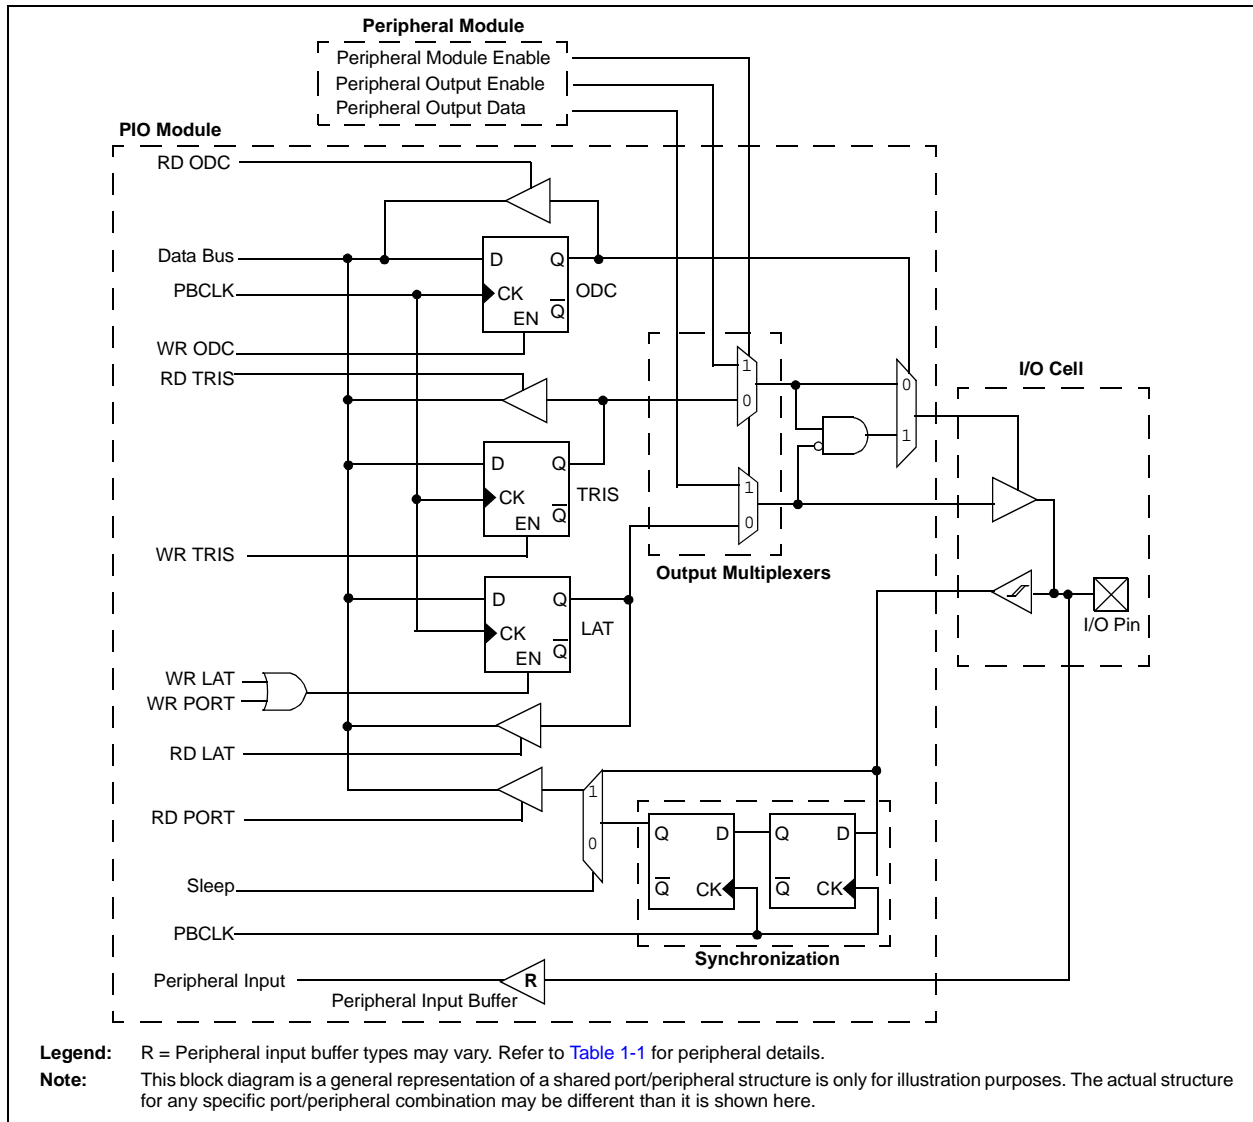 Peripheral Module
Peripheral Module Enable
Peripheral Output Enable
Peripheral Output Data
PIO Module
RD ODC
Data Bus
D
Q
PBCLK
CK
ODC
Q
EN
WR ODC
RD TRIS
1
0
I/O Cell
0
1
D
Q
CK
TRIS
Q
EN
1
0
WR TRIS
Output Multiplexers
D
Q
CK
LAT
Q
EN
I/O Pin
WR LAT
WR PORT
RD LAT
1
RD PORT
0
Q
D
Q
D
Sleep
Q
CK
Q
CK
PBCLK
Synchronization
Peripheral Input
R
Peripheral Input Buffer
Legend: R = Peripheral input buffer types may vary. Refer to Table 1-1 for peripheral details.
Note: This block diagram is a general representation of a shared port/peripheral structure is only for illustration purposes. The actual structure
for any specific port/peripheral combination may be different than it is shown here.